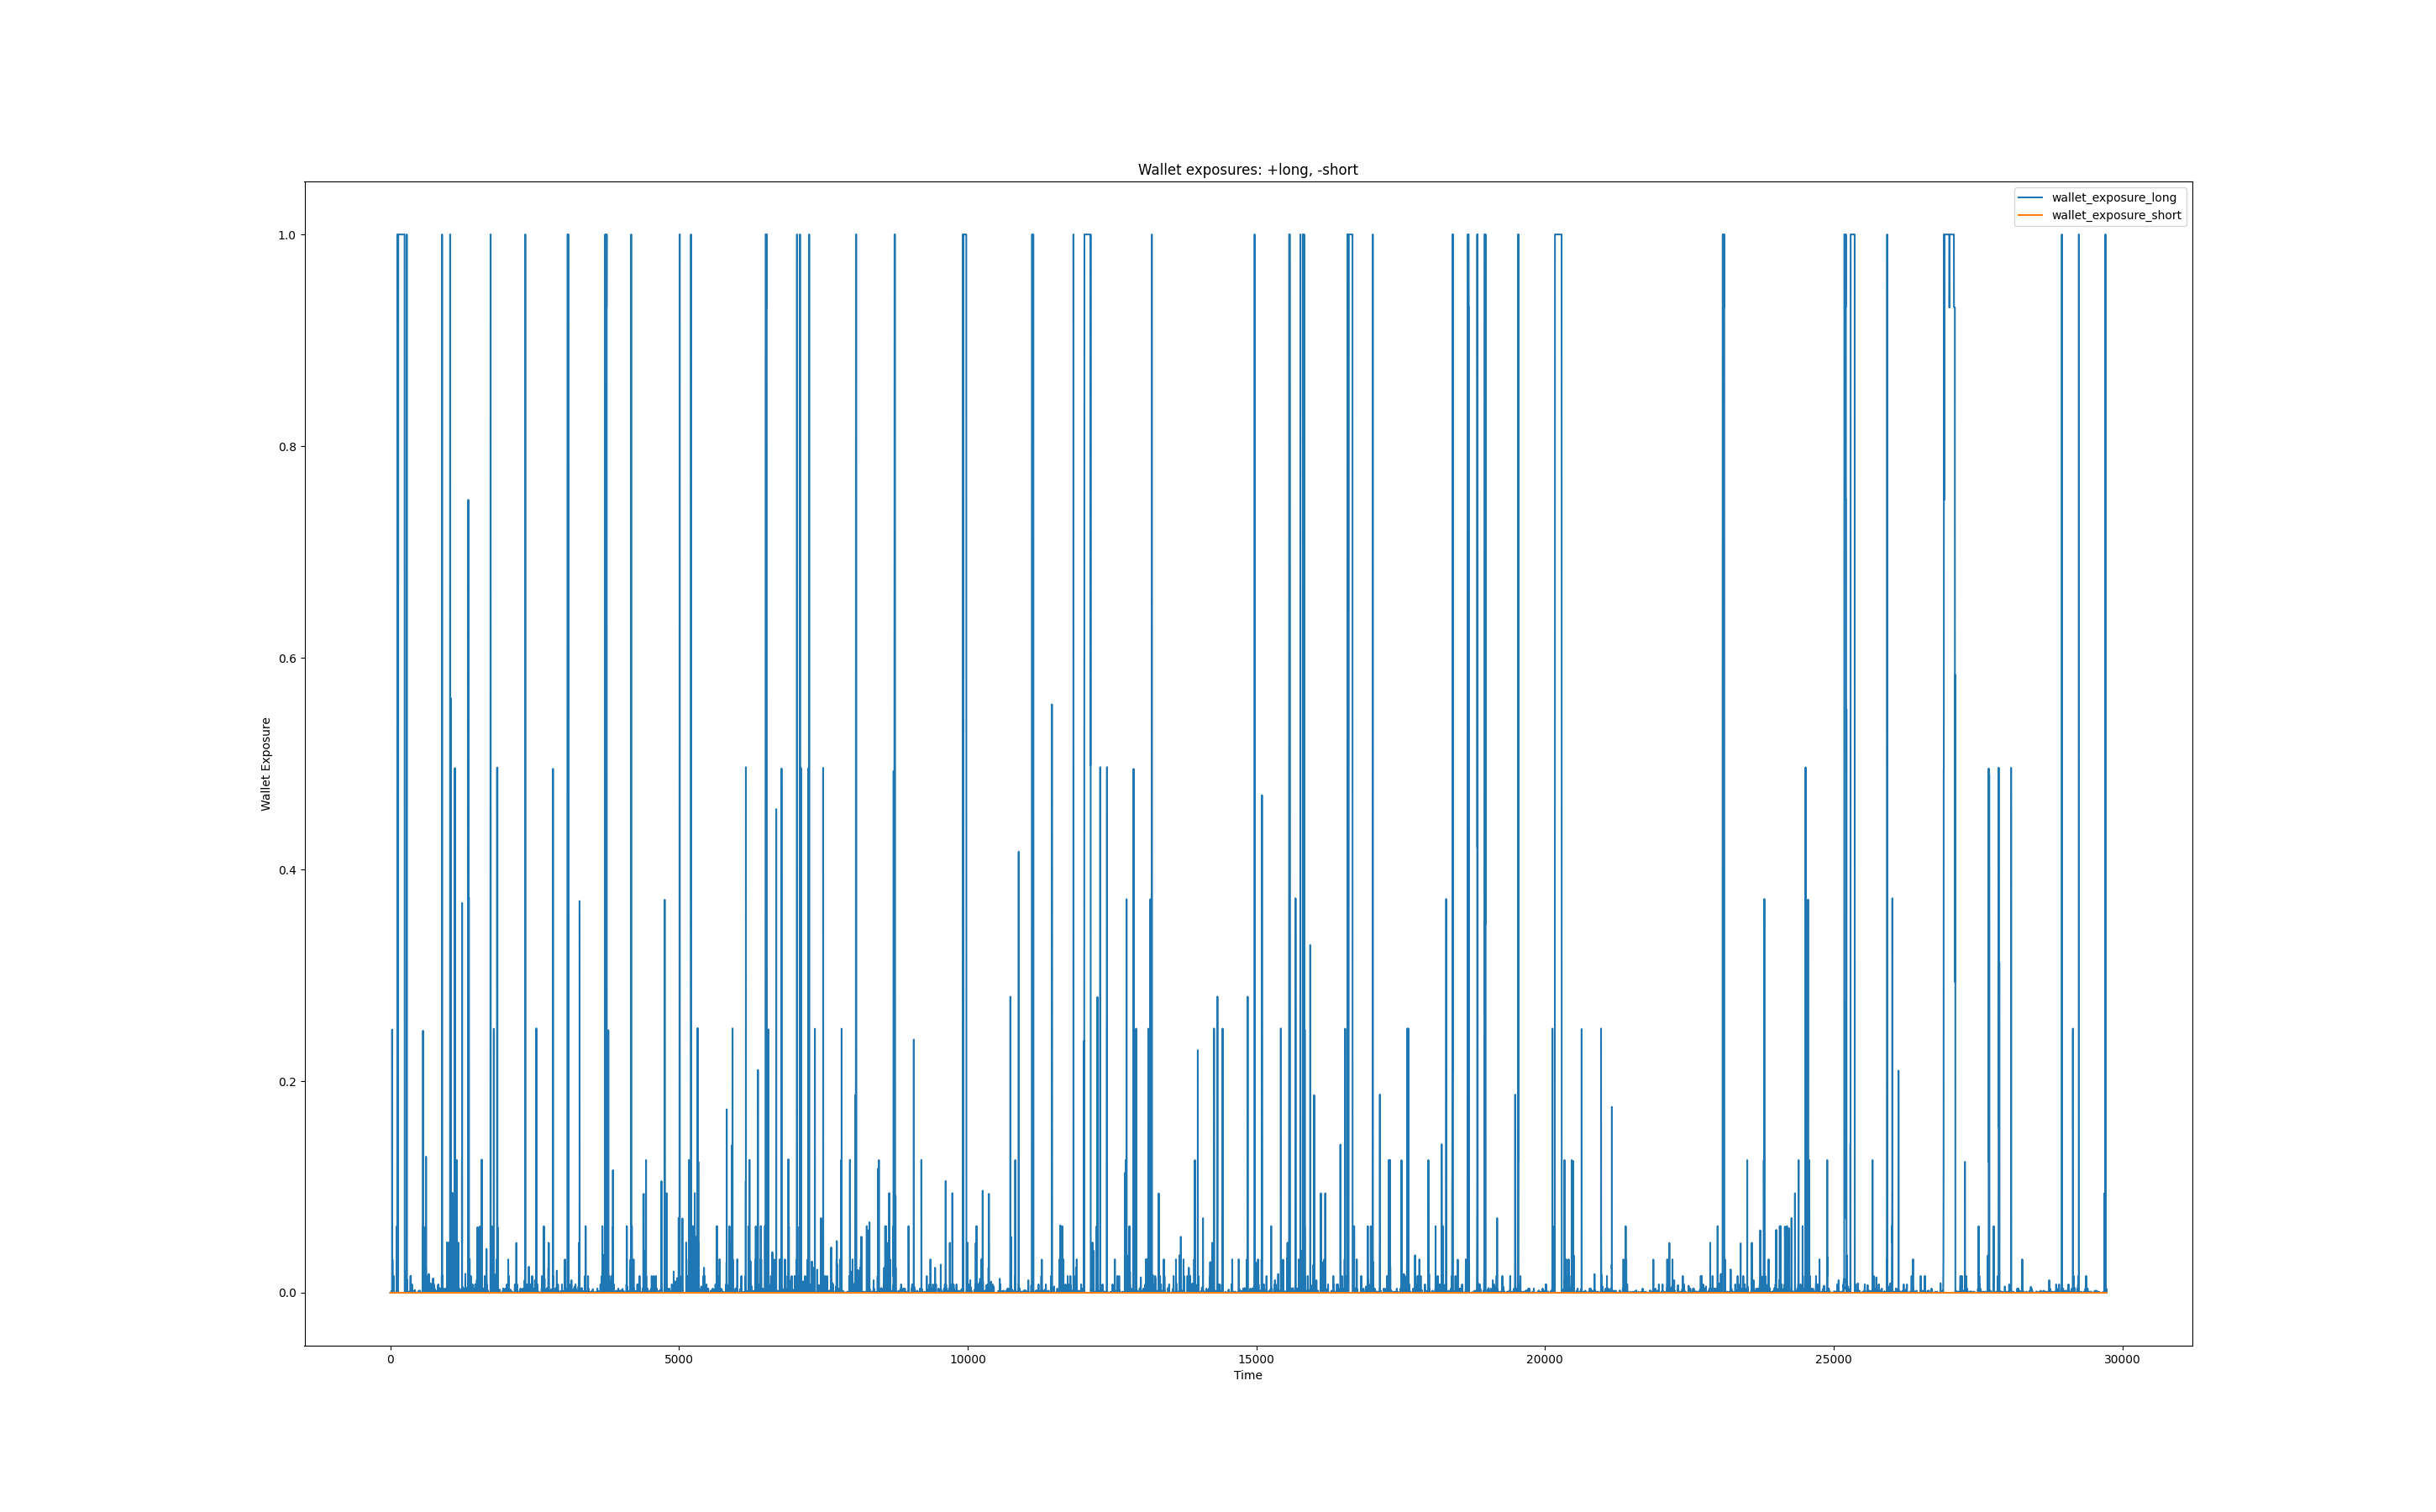 Wallet exposures: +long, -short
wallet_exposure_long
wallet_exposure_short
1.0
0.8
0.6
0.4
0.2
0.0
Wallet Exposure
0 5000 10000 15000 20000 25000 30000
Time